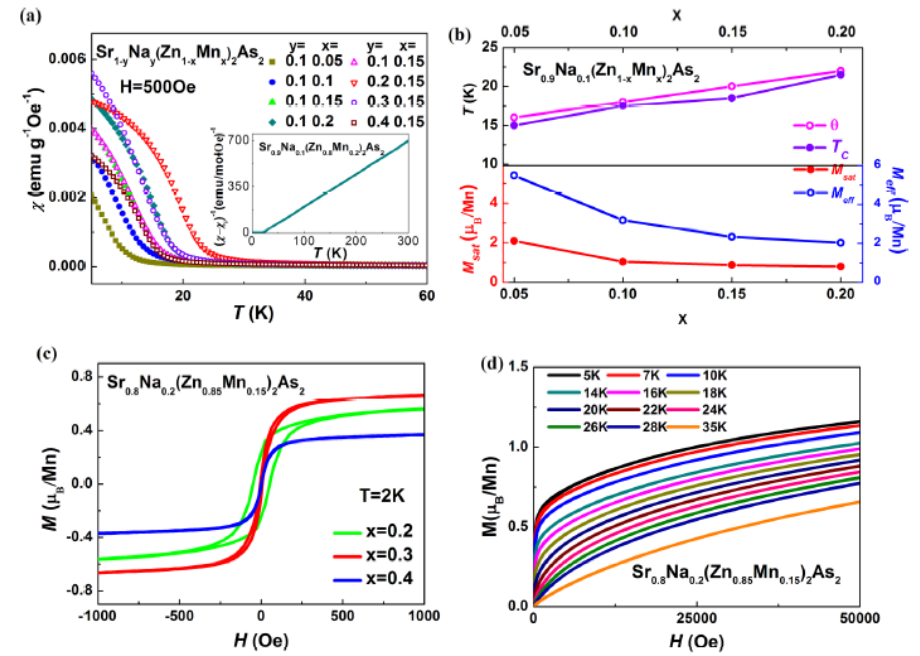 (a)
Sr1-yNay(Zn1-xMnx)2As2
H=500Oe
y= x= y= x=
0.1 0.05 0.1 0.15
0.1 0.1 0.2 0.15
0.1 0.15 0.3 0.15
0.1 0.2 0.4 0.15
0.006
0.004
0.002
0.000
χ (emu g-1Oe-1)
20 40 60
T (K)
Sr0.9Na0.1(Zn0.8Mn0.2)2As2
700
350
0
(χ-χ0)-1(emu/molOe)-1
0 100 200 300
T (K)
(b)
X
0.05 0.10 0.15 0.20
Sr0.9Na0.1(Zn1-xMnx)2As2
25
20
15
10
T (K)
θ
TC
Msat
Meff
4
2
0
Msat (μB/Mn)
6
4
2
0
Meff(μB/Mn)
0.05 0.10 0.15 0.20
X
(c)
Sr0.8Na0.2(Zn0.85Mn0.15)2As2
0.8
0.4
0.0
-0.4
-0.8
M (μB/Mn)
T=2K
x=0.2
x=0.3
x=0.4
-1000 -500 0 500 1000
H (Oe)
(d)
5K 7K 10K
14K 16K 18K
20K 22K 24K
26K 28K 35K
1.5
1.0
0.5
0.0
M(μB/Mn)
Sr0.8Na0.2(Zn0.85Mn0.15)2As2
0 25000 50000
H (Oe)